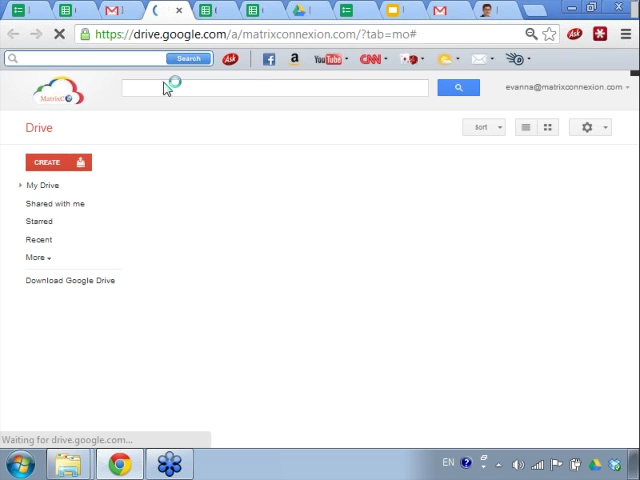 https://drive.google.com/a/matrixconnexion.com/?tab=mo#
Search
Ask
YouTube
CNN
MatrixC
evanna@matrixconnexion.com
Drive
Sort
CREATE
My Drive
Shared with me
Starred
Recent
More
Download Google Drive
Waiting for drive.google.com...
EN